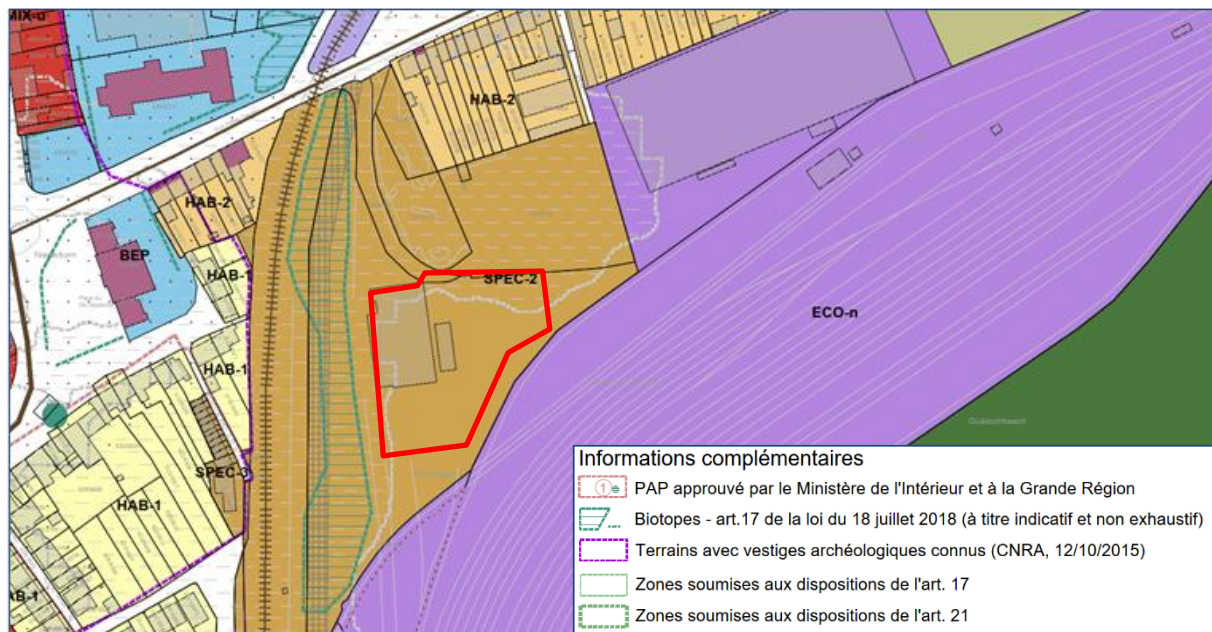 MIX-u
HAB-2
HAB-2
BEP
HAB-1
SPEC-2
ECO-n
HAB-1
SPEC-3
HAB-1
HAB-1
Informations complémentaires
PAP approuvé par le Ministère de l'Intérieur et à la Grande Région
Biotopes - art.17 de la loi du 18 juillet 2018 (à titre indicatif et non exhaustif)
Terrains avec vestiges archéologiques connus (CNRA, 12/10/2015)
Zones soumises aux dispositions de l'art. 17
Zones soumises aux dispositions de l'art. 21